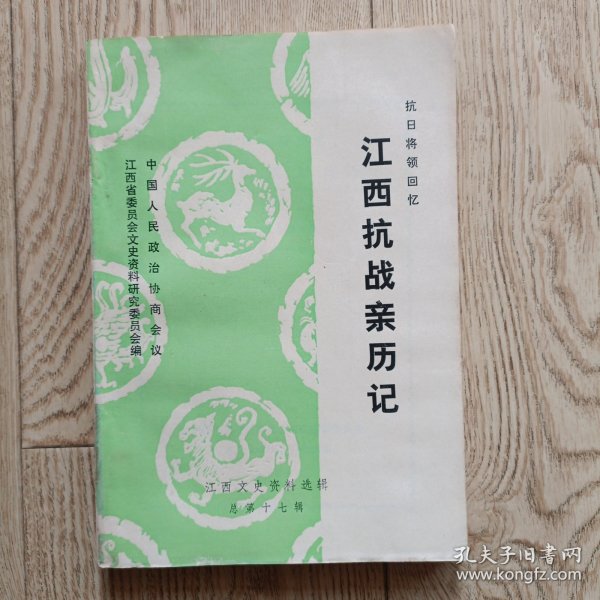 抗日将领回忆
江西抗战亲历记
中国人民政治协商会议
江西省委员会文史资料研究委员会编
江西文史资料选辑
总第十七辑
孔夫子旧书网
www.kongfz.com